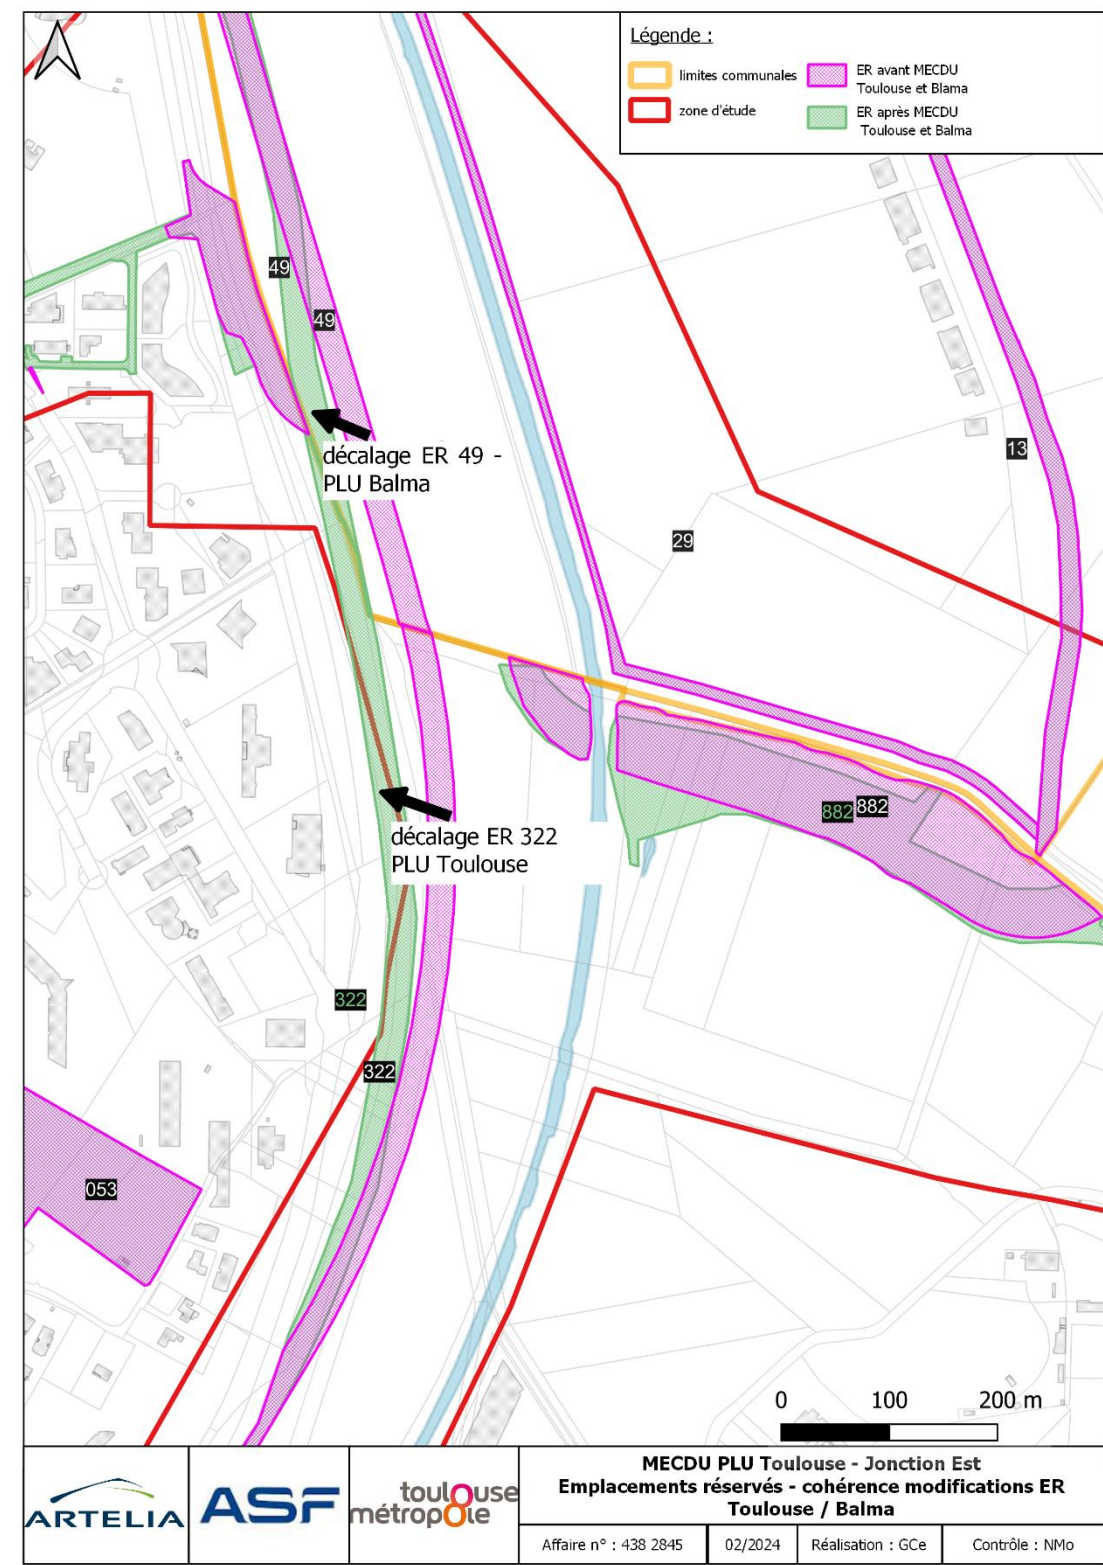 Légende :
limites communales
zone d'étude
ER avant MECDU
Toulouse et Blama
ER après MECDU
Toulouse et Balma
49
49
décalage ER 49 -
PLU Balma
13
29
882
882
décalage ER 322
PLU Toulouse
322
322
053
0 100 200 m
ARTELIA
ASF
toulouse
métropole
MECDU PLU Toulouse - Jonction Est
Emplacements réservés - cohérence modifications ER
Toulouse / Balma
Affaire n° : 438 2845
02/2024
Réalisation : GCe
Contrôle : NMo